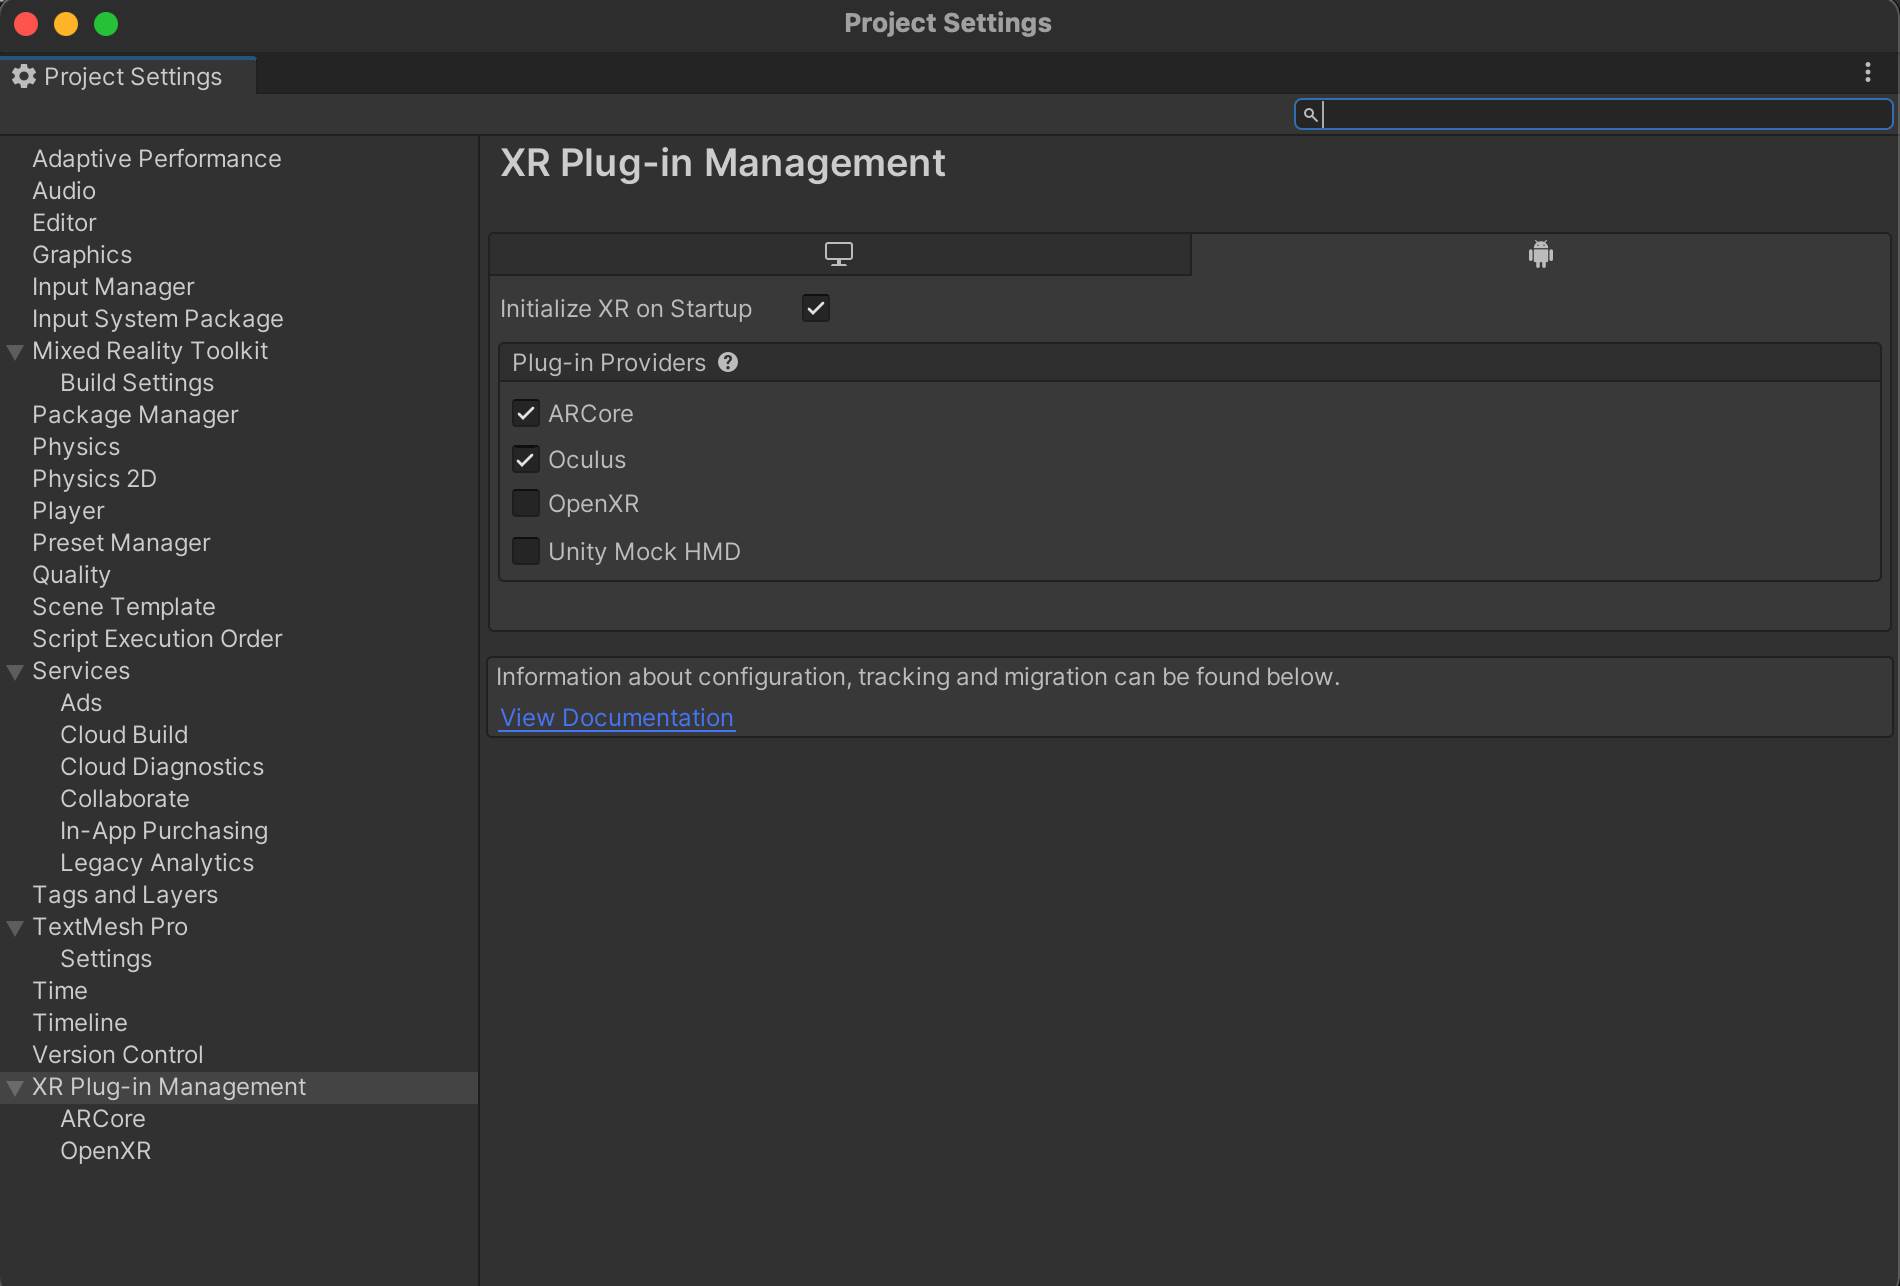 Project Settings
Project Settings
Adaptive Performance
Audio
Editor
Graphics
Input Manager
Input System Package
Mixed Reality Toolkit
Build Settings
Package Manager
Physics
Physics 2D
Player
Preset Manager
Quality
Scene Template
Script Execution Order
Services
Ads
Cloud Build
Cloud Diagnostics
Collaborate
In-App Purchasing
Legacy Analytics
Tags and Layers
TextMesh Pro
Settings
Time
Timeline
Version Control
XR Plug-in Management
ARCore
OpenXR
XR Plug-in Management
Initialize XR on Startup
Plug-in Providers
ARCore
Oculus
OpenXR
Unity Mock HMD
Information about configuration, tracking and migration can be found below.
View Documentation